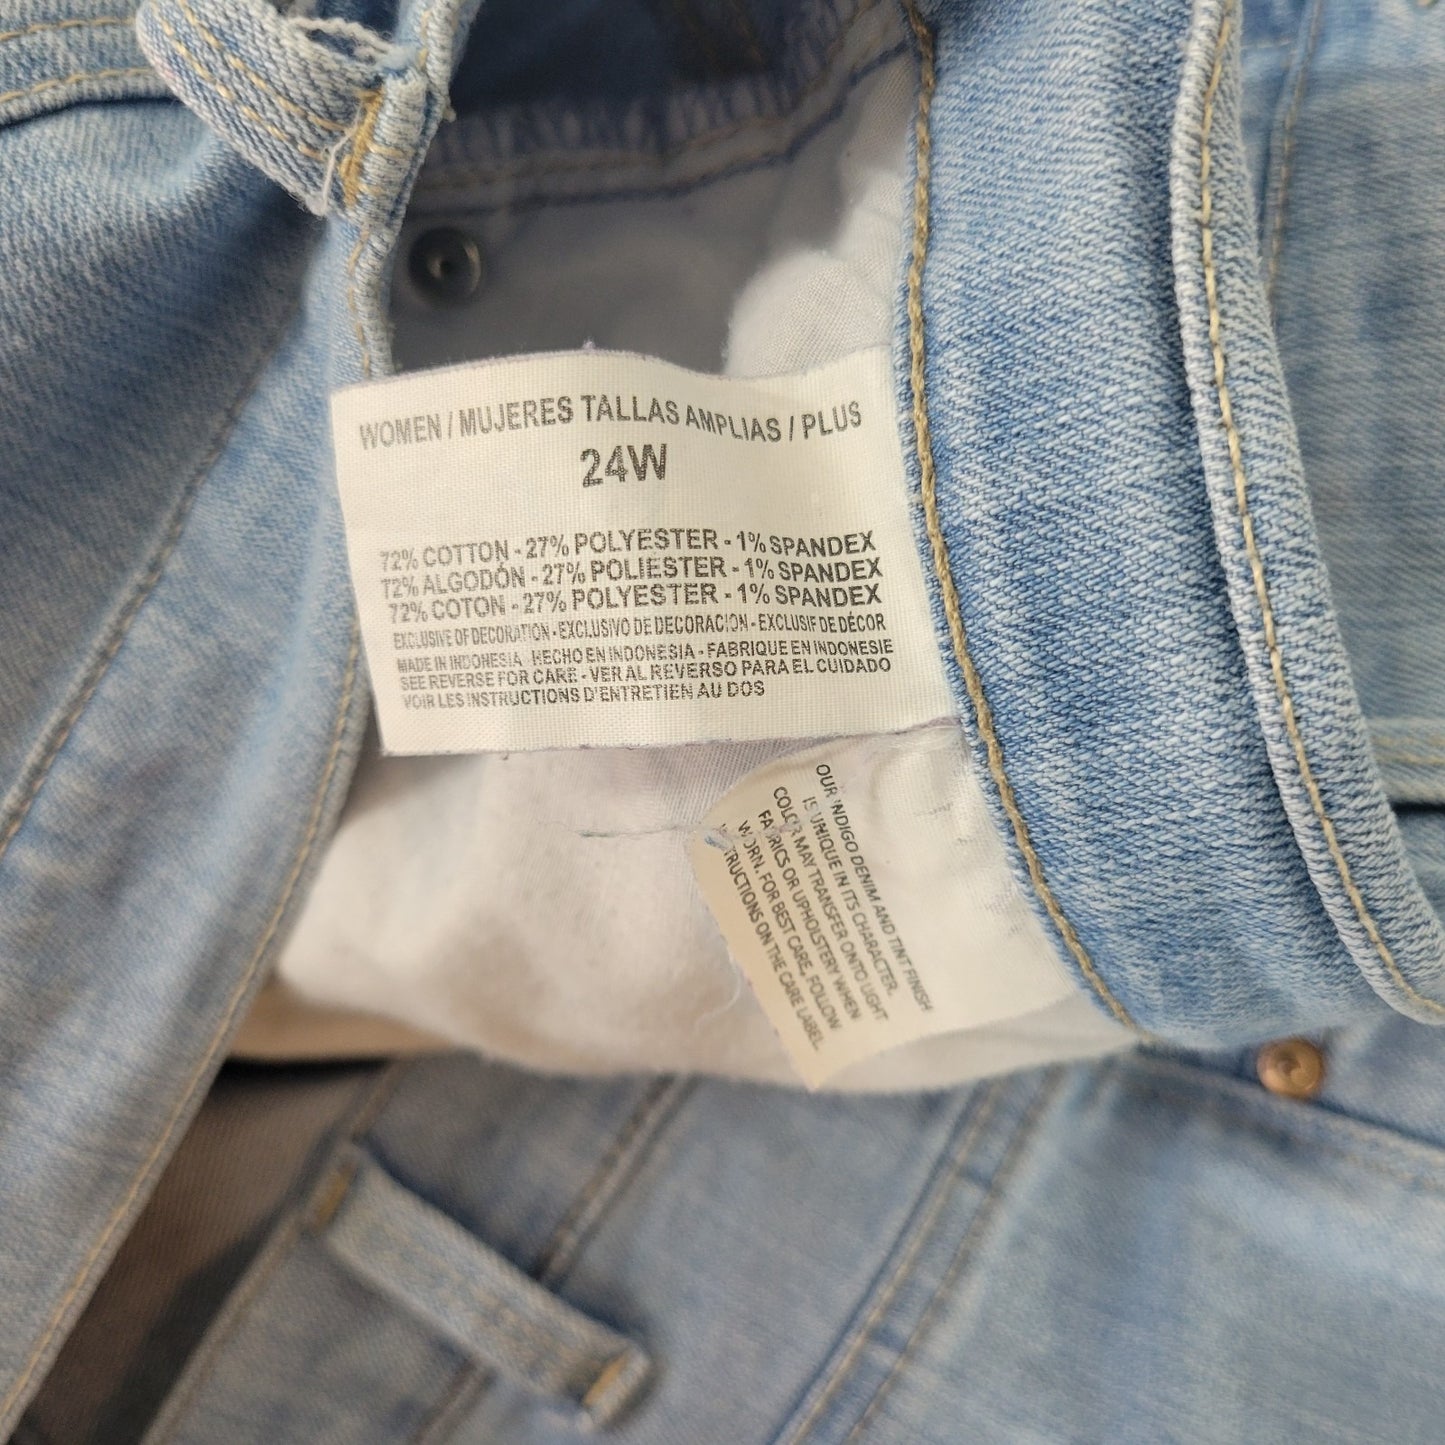 WOMEN / MUJERES TALLAS AMPLIAS / PLUS
24W
72% COTTON - 27% POLYESTER - 1% SPANDEX
72% ALGODÓN - 27% POLIESTER - 1% SPANDEX
72% COTON - 27% POLYESTER - 1% SPANDEX
EXCLUSIVE OF DECORATION - EXCLUSIVO DE DECORACION - EXCLUSIF DE DÉCOR
MADE IN INDONESIA HECHO EN INDONESIA - FABRIQUE EN INDONESIE
SEE REVERSE FOR CARE - VER AL REVERSO PARA EL CUIDADO
VOIR LES INSTRUCTIONS D'ENTRETIEN AU DOS
OUR INDIGO DENIM AND TINT FINISH
IS UNIQUE IN ITS CHARACTER.
COLOR MAY TRANSFER ONTO LIGHT
FABRICS OR UPHOLSTERY WHEN
WORN. FOR BEST CARE, FOLLOW
INSTRUCTIONS ON THE CARE LABEL.